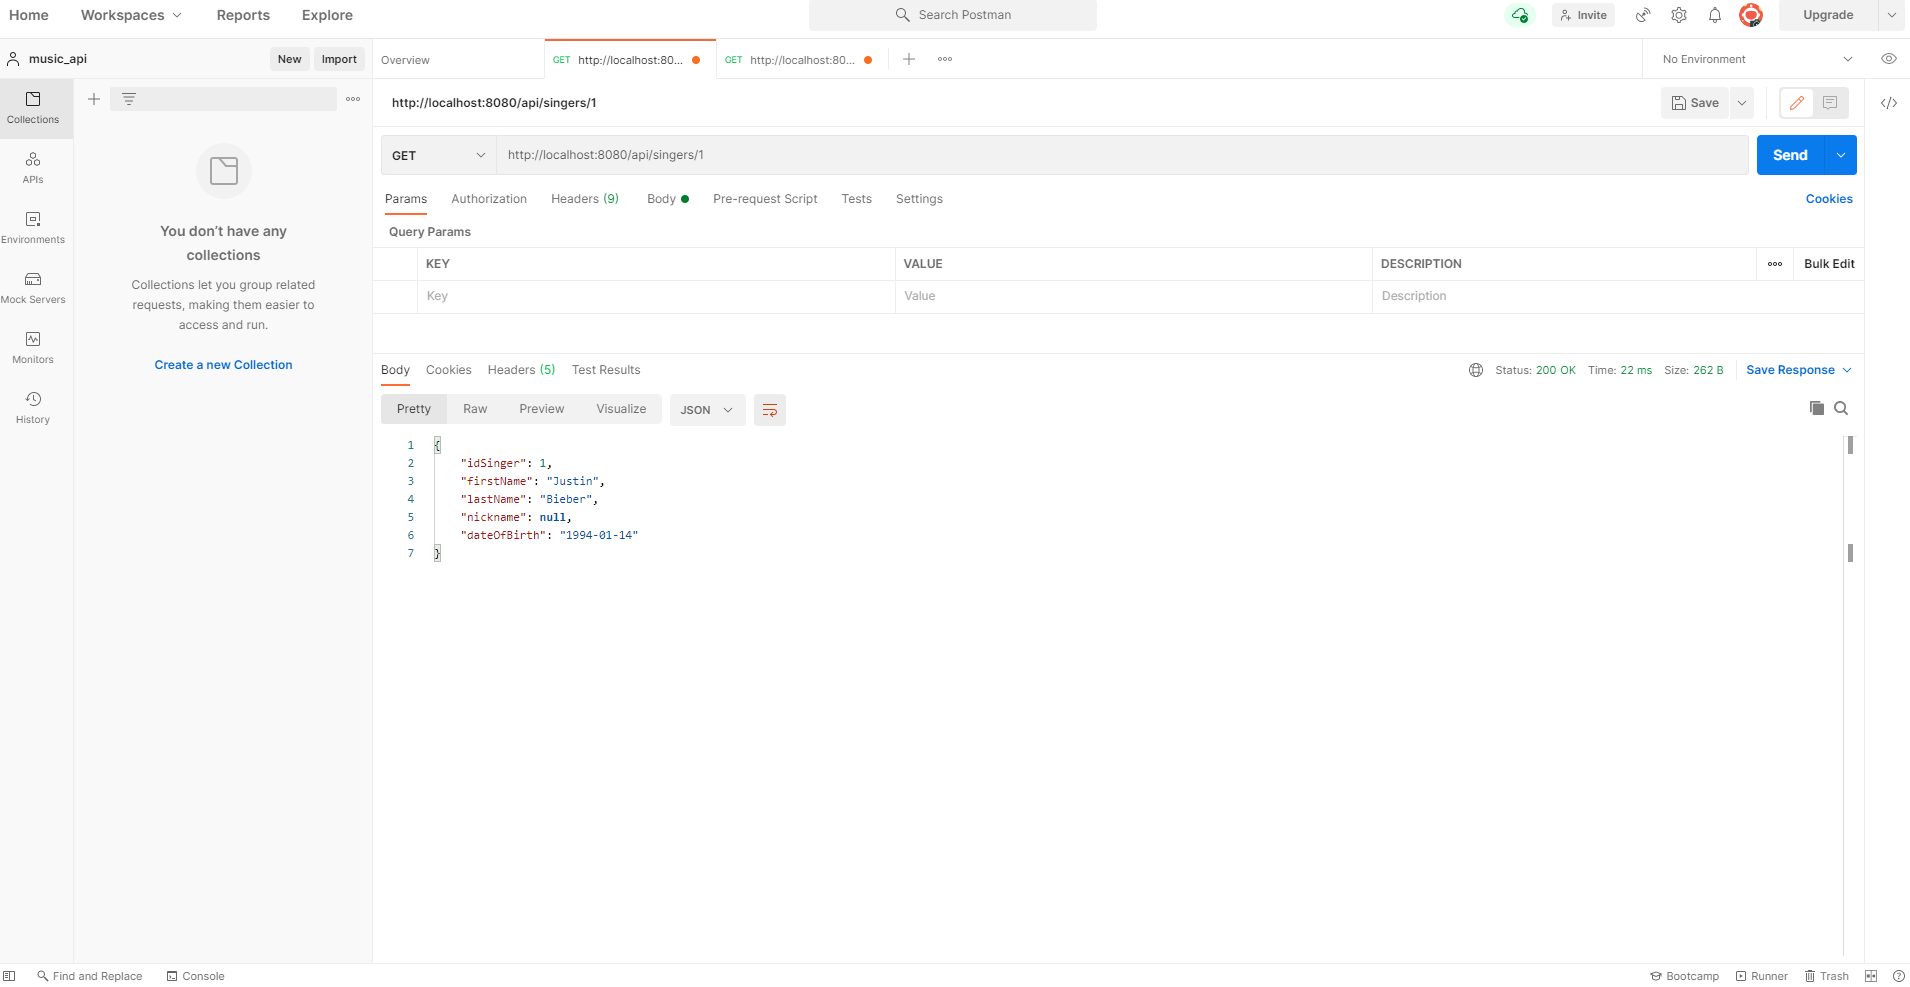 Home Workspaces Reports Explore Search Postman Invite Upgrade
music_api New Import Overview GET http://localhost:80... GET http://localhost:80... No Environment
http://localhost:8080/api/singers/1 Save
Collections
GET http://localhost:8080/api/singers/1 Send
APIs
Params Authorization Headers (9) Body Pre-request Script Tests Settings Cookies
Environments
You don't have any
collections
Query Params
KEY VALUE DESCRIPTION Bulk Edit
Key Value Description
Mock Servers
Collections let you group related
requests, making them easier to
access and run.
Monitors
Create a new Collection
History
Body Cookies Headers (5) Test Results Status: 200 OK Time: 22 ms Size: 262 B Save Response
Pretty Raw Preview Visualize JSON
1 {
2 "idSinger": 1,
3 "firstName": "Justin",
4 "lastName": "Bieber",
5 "nickname": null,
6 "dateOfBirth": "1994-01-14"
7 }
Find and Replace Console Bootcamp Runner Trash